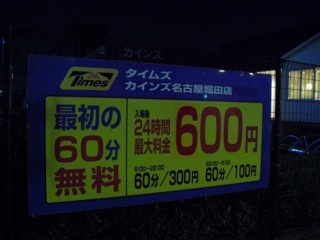 カインズ
Times
タイムズ
カインズ名古屋堀田店
最初の
60分
無料
入場後
24時間
最大料金
600円
8:00-22:00
60分/300円
22:00-8:00
60分/100円